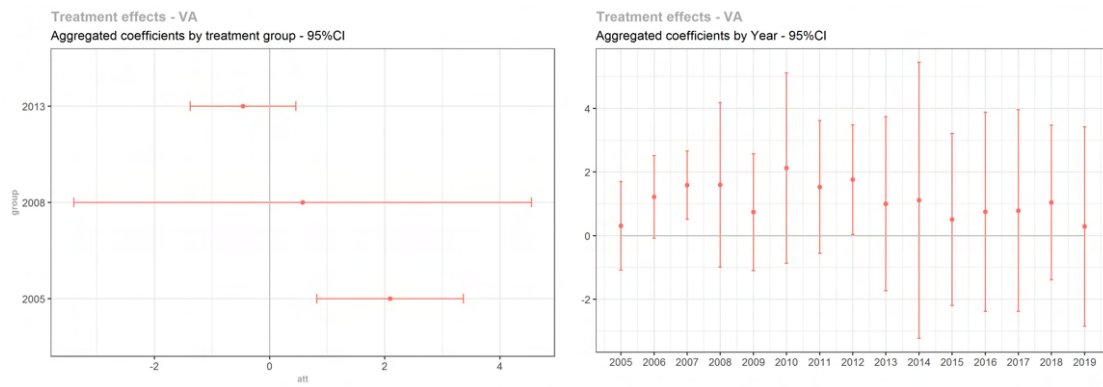 Treatment effects - VA
Aggregated coefficients by treatment group - 95%CI
2013
2008
2005
group
-2 0 2 4
att
Treatment effects - VA
Aggregated coefficients by Year - 95%CI
4
2
0
-2
2005 2006 2007 2008 2009 2010 2011 2012 2013 2014 2015 2016 2017 2018 2019